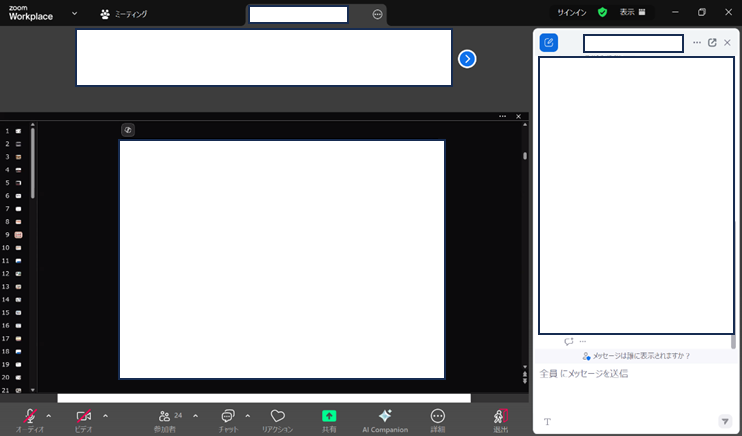 zoom
Workplace
ミーティング
サインイン
表示
1
2
3
4
5
6
7
8
9
10
11
12
13
14
15
16
17
18
19
20
21
メッセージは誰に表示されますか？
全員 にメッセージを送信
オーディオ
ビデオ
24
参加者
チャット
リアクション
共有
AI Companion
詳細
退出